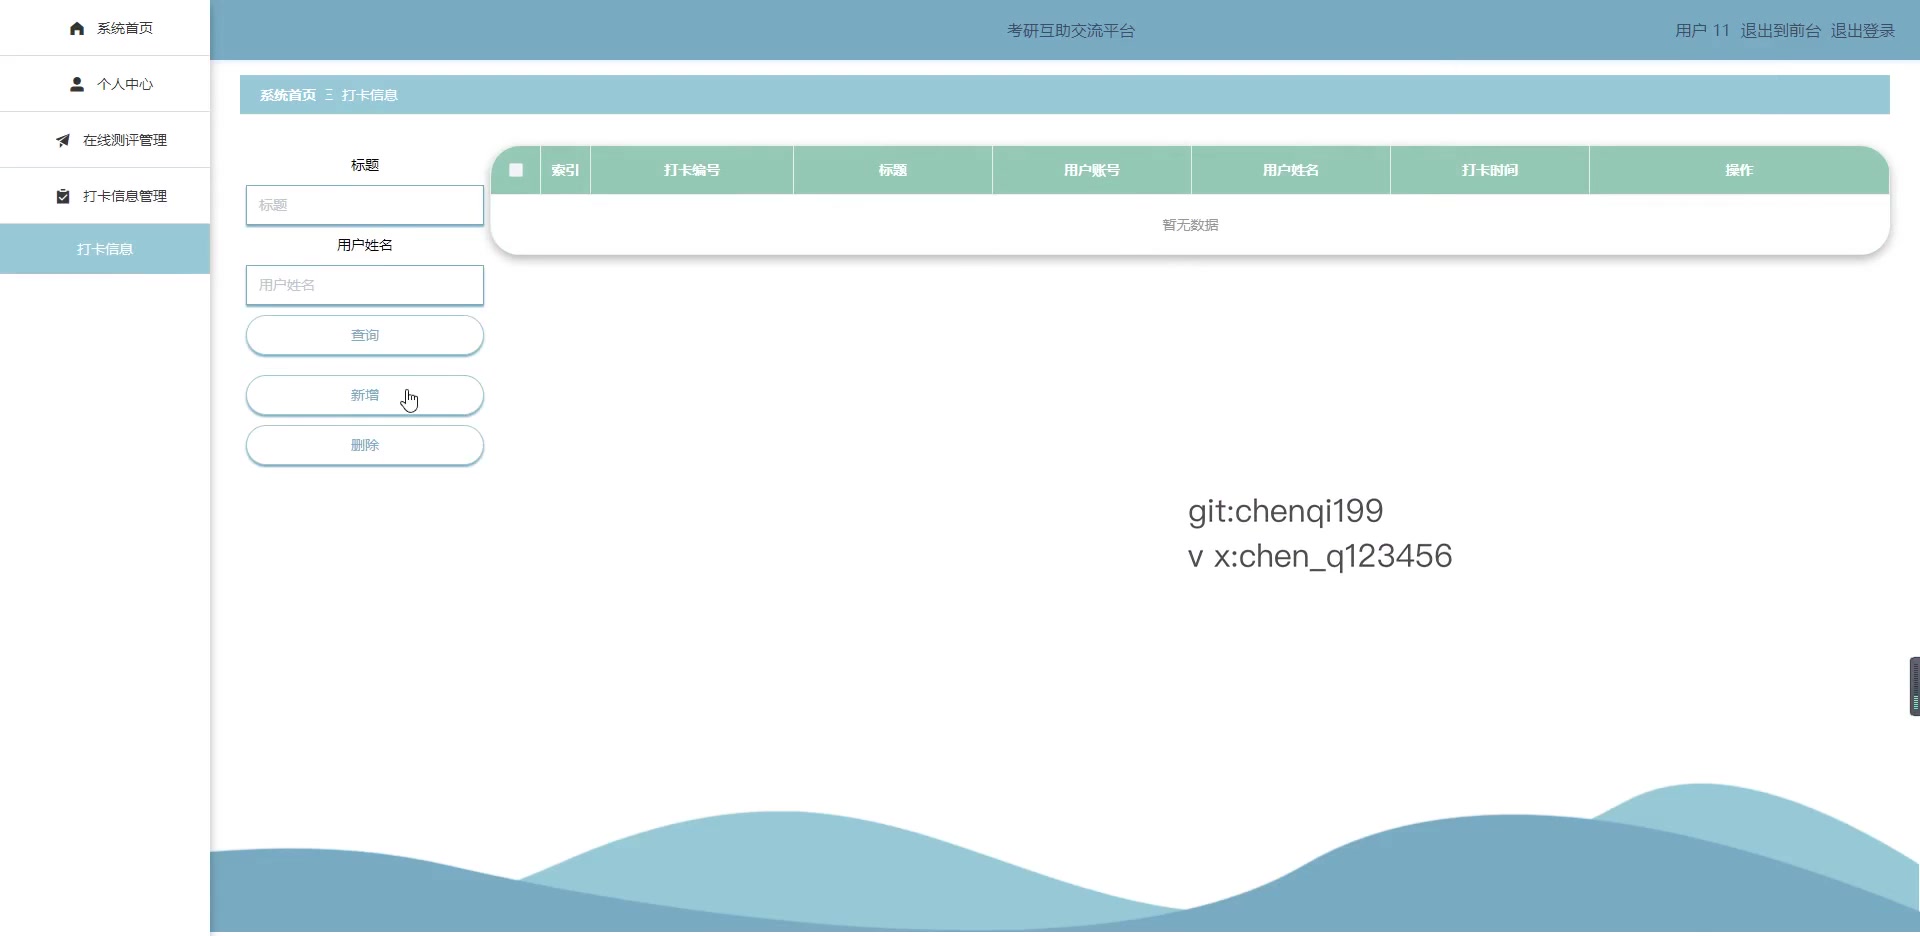 系统首页
个人中心
在线测评管理
打卡信息管理
打卡信息
考研互助交流平台
用户 11 退出到前台 退出登录
系统首页 Ξ 打卡信息
标题
标题
用户姓名
用户姓名
查询
新增
删除
索引 打卡编号 标题 用户账号 用户姓名 打卡时间 操作
暂无数据
git:chenqi199
v x:chen_q123456